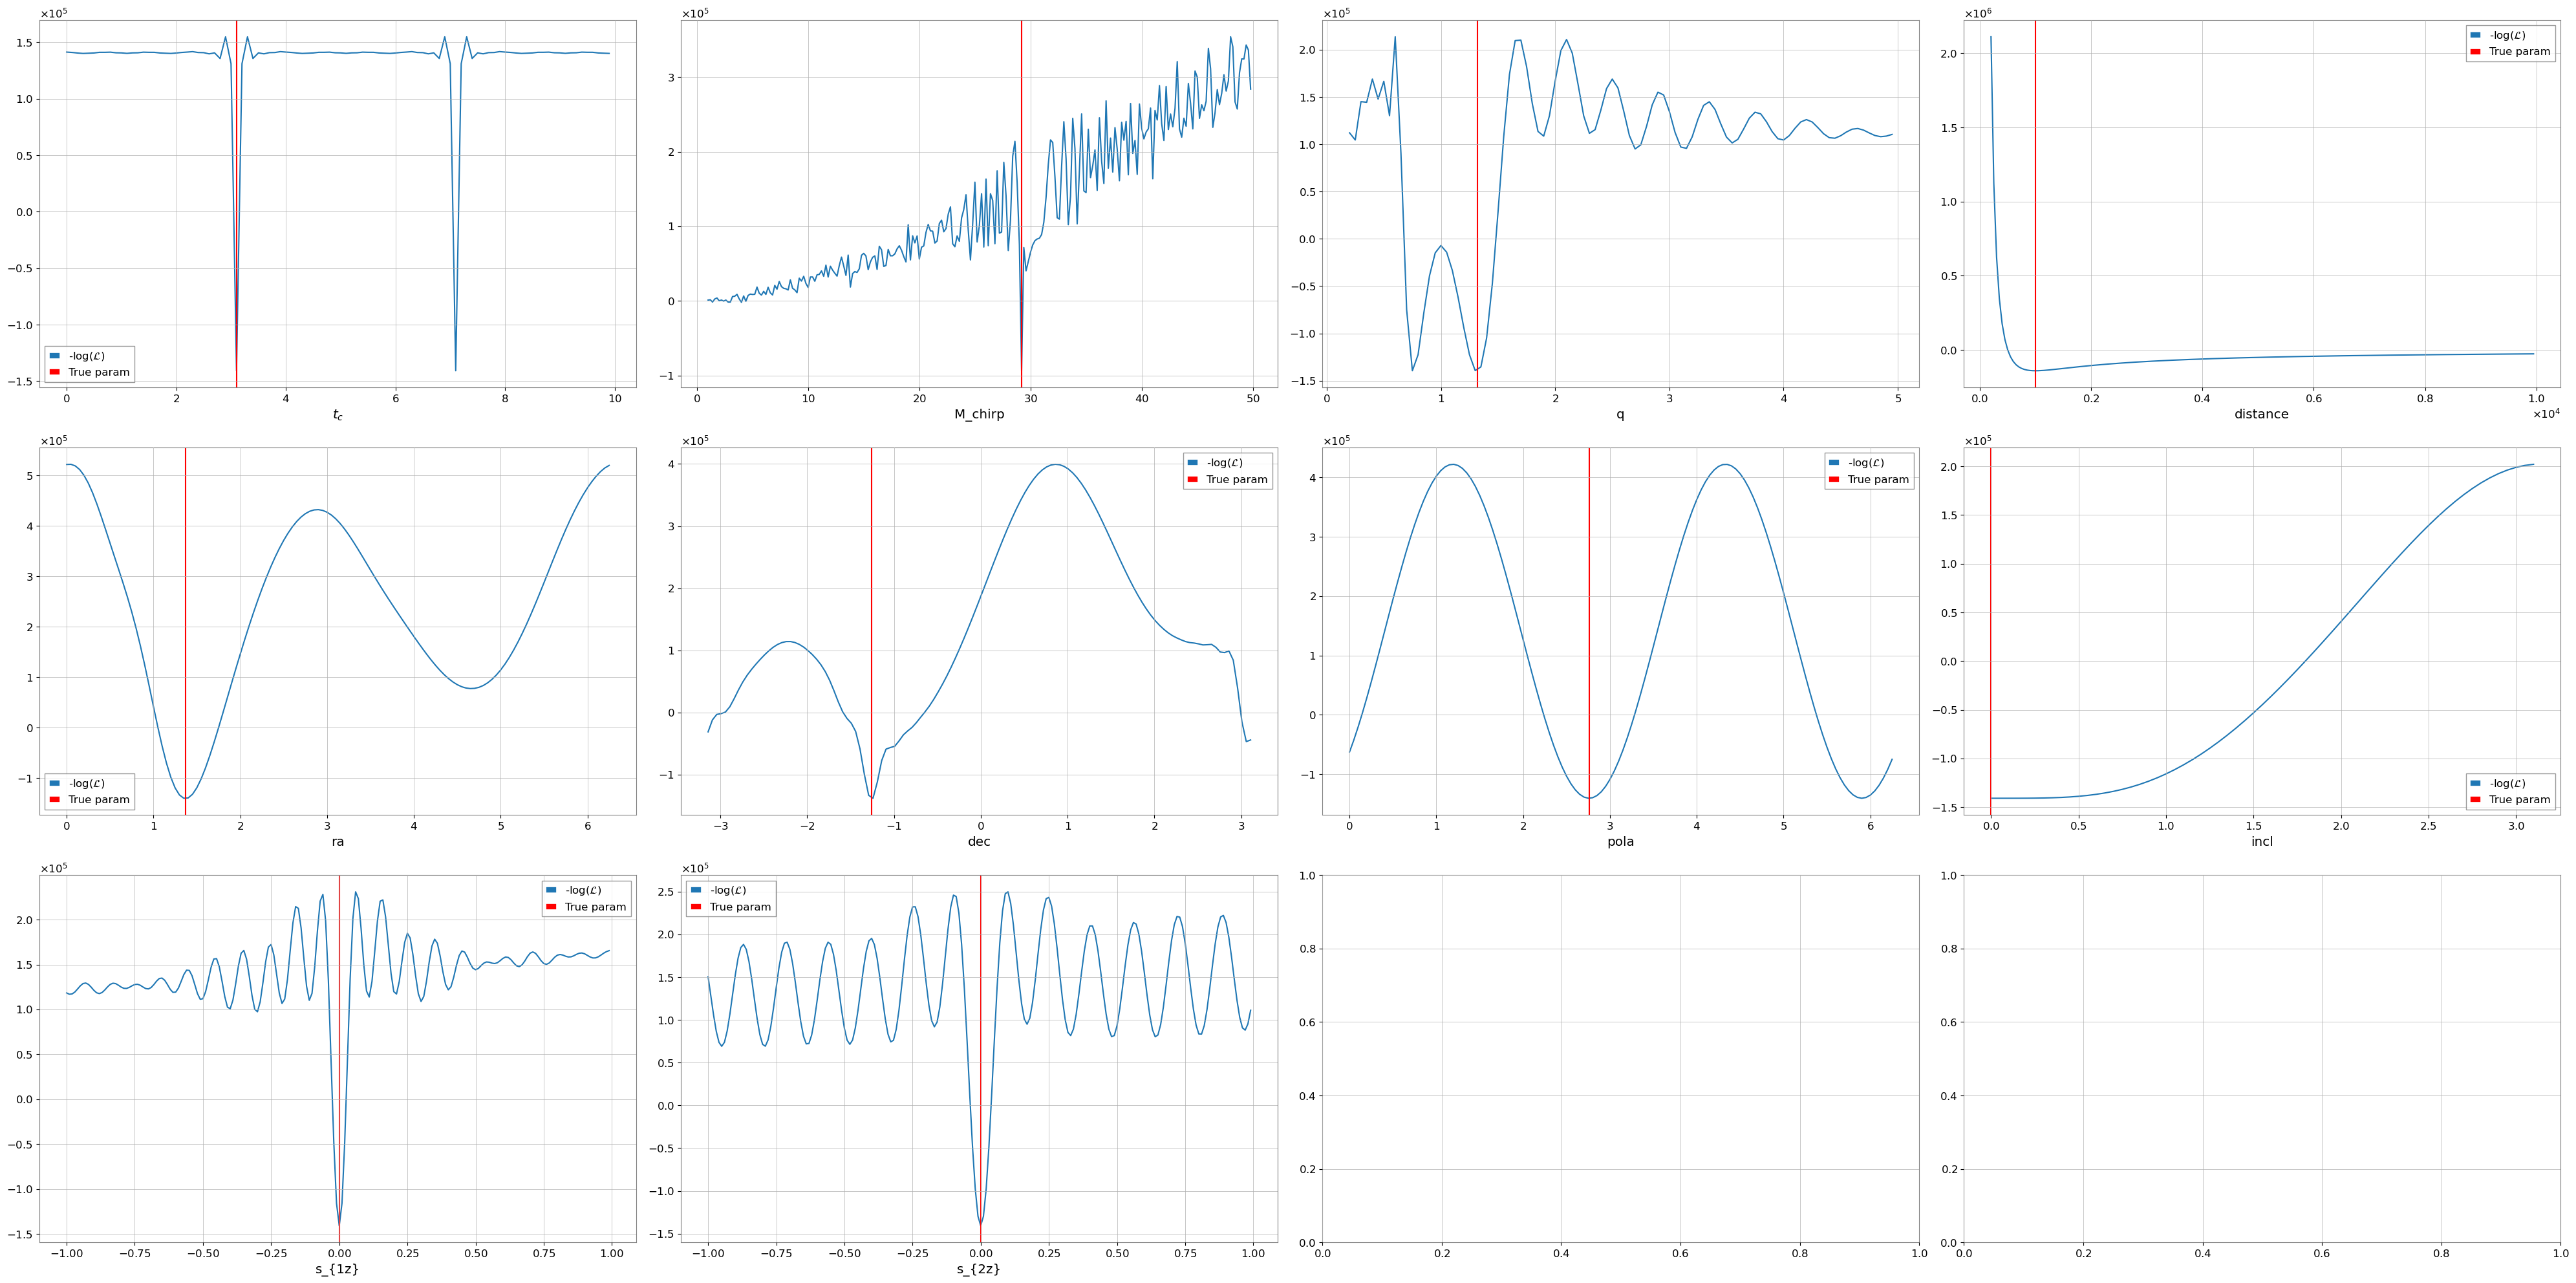 ×10^5
1.5
1.0
0.5
0.0
−0.5
−1.0
−1.5
0 2 4 6 8 10
t_c
-log(ℒ)
True param
×10^5
3
2
1
0
−1
0 10 20 30 40 50
M_chirp
×10^5
2.0
1.5
1.0
0.5
0.0
−0.5
−1.0
−1.5
0 1 2 3 4 5
q
×10^6
2.0
1.5
1.0
0.5
0.0
0.0 0.2 0.4 0.6 0.8 1.0
×10^4
distance
-log(ℒ)
True param
×10^5
5
4
3
2
1
0
−1
0 1 2 3 4 5 6
ra
-log(ℒ)
True param
×10^5
4
3
2
1
0
−1
−3 −2 −1 0 1 2 3
dec
-log(ℒ)
True param
×10^5
4
3
2
1
0
−1
0 1 2 3 4 5 6
pola
-log(ℒ)
True param
×10^5
2.0
1.5
1.0
0.5
0.0
−0.5
−1.0
−1.5
0.0 0.5 1.0 1.5 2.0 2.5 3.0
incl
-log(ℒ)
True param
×10^5
2.0
1.5
1.0
0.5
0.0
−0.5
−1.0
−1.5
−1.00 −0.75 −0.50 −0.25 0.00 0.25 0.50 0.75 1.00
s_{1z}
-log(ℒ)
True param
×10^5
2.5
2.0
1.5
1.0
0.5
0.0
−0.5
−1.0
−1.5
−1.00 −0.75 −0.50 −0.25 0.00 0.25 0.50 0.75 1.00
s_{2z}
-log(ℒ)
True param
1.0
0.8
0.6
0.4
0.2
0.0
0.0 0.2 0.4 0.6 0.8 1.0
1.0
0.8
0.6
0.4
0.2
0.0
0.0 0.2 0.4 0.6 0.8 1.0